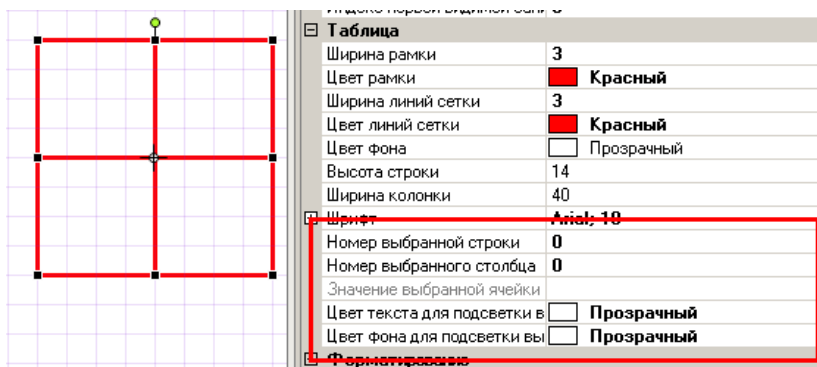 Таблица
Ширина рамки 3
Цвет рамки Красный
Ширина линий сетки 3
Цвет линий сетки Красный
Цвет фона Прозрачный
Высота строки 14
Ширина колонки 40
Шрифт Arial; 10
Номер выбранной строки 0
Номер выбранного столбца 0
Значение выбранной ячейки
Цвет текста для подсветки в Прозрачный
Цвет фона для подсветки вы Прозрачный
Форматирование